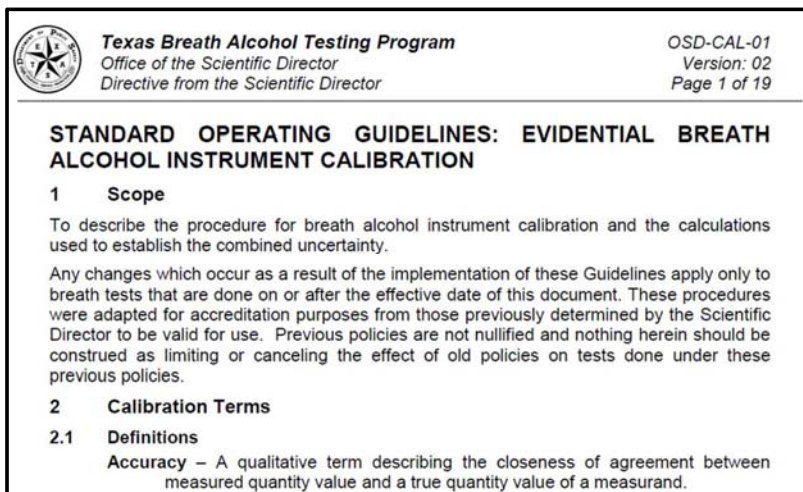 Texas Breath Alcohol Testing Program
Office of the Scientific Director
Directive from the Scientific Director
OSD-CAL-01
Version: 02
Page 1 of 19
STANDARD OPERATING GUIDELINES: EVIDENTIAL BREATH
ALCOHOL INSTRUMENT CALIBRATION
1 Scope
To describe the procedure for breath alcohol instrument calibration and the calculations
used to establish the combined uncertainty.
Any changes which occur as a result of the implementation of these Guidelines apply only to
breath tests that are done on or after the effective date of this document. These procedures
were adapted for accreditation purposes from those previously determined by the Scientific
Director to be valid for use. Previous policies are not nullified and nothing herein should be
construed as limiting or canceling the effect of old policies on tests done under these
previous policies.
2 Calibration Terms
2.1 Definitions
Accuracy – A qualitative term describing the closeness of agreement between
measured quantity value and a true quantity value of a measurand.